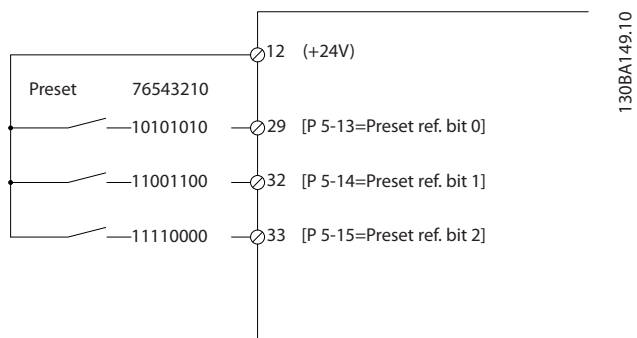 12 (+24V)
Preset 76543210
10101010 29 [P 5-13=Preset ref. bit 0]
11001100 32 [P 5-14=Preset ref. bit 1]
11110000 33 [P 5-15=Preset ref. bit 2]
130BA149.10